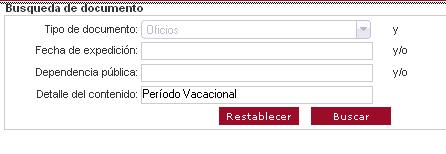 Busqueda de documento
Tipo de documento: Oficios y
Fecha de expedición: y/o
Dependencia pública: y/o
Detalle del contenido: Período Vacacional
Restablecer Buscar